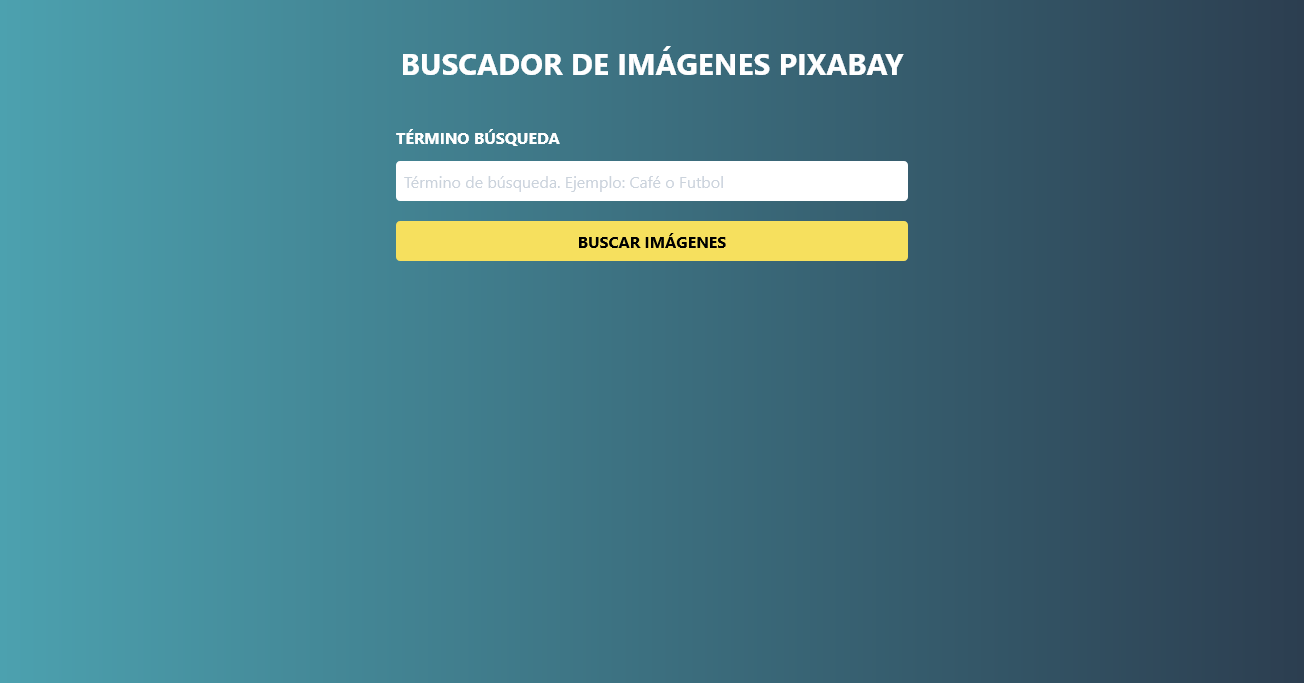 BUSCADOR DE IMÁGENES PIXABAY
TÉRMINO BÚSQUEDA
Término de búsqueda. Ejemplo: Café o Futbol
BUSCAR IMÁGENES